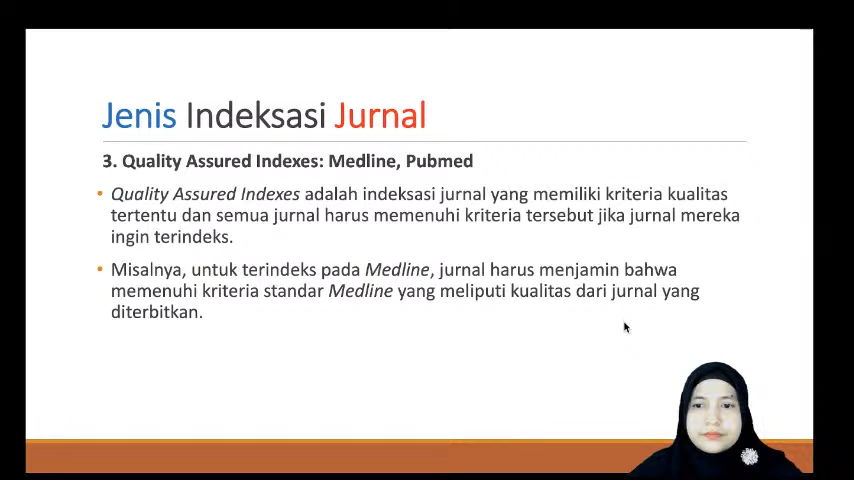 Jenis Indeksasi Jurnal
3. Quality Assured Indexes: Medline, Pubmed
• Quality Assured Indexes adalah indeksasi jurnal yang memiliki kriteria kualitas
tertentu dan semua jurnal harus memenuhi kriteria tersebut jika jurnal mereka
ingin terindeks.
• Misalnya, untuk terindeks pada Medline, jurnal harus menjamin bahwa
memenuhi kriteria standar Medline yang meliputi kualitas dari jurnal yang
diterbitkan.